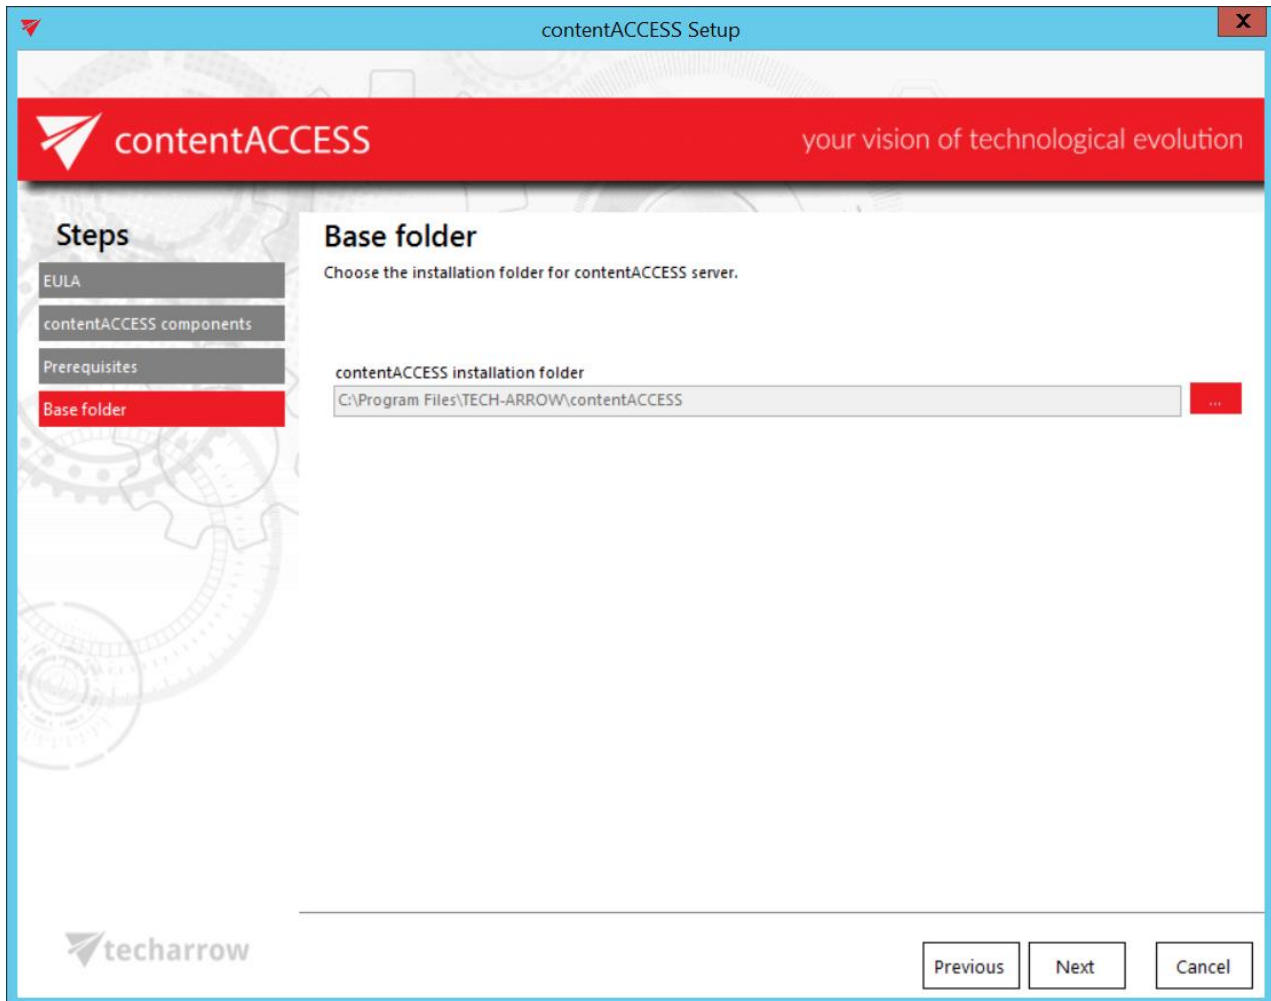 contentACCESS Setup
X
contentACCESS
your vision of technological evolution
Steps
EULA
contentACCESS components
Prerequisites
Base folder
Base folder
Choose the installation folder for contentACCESS server.
contentACCESS installation folder
C:\Program Files\TECH-ARROW\contentACCESS
...
techarrow
Previous
Next
Cancel